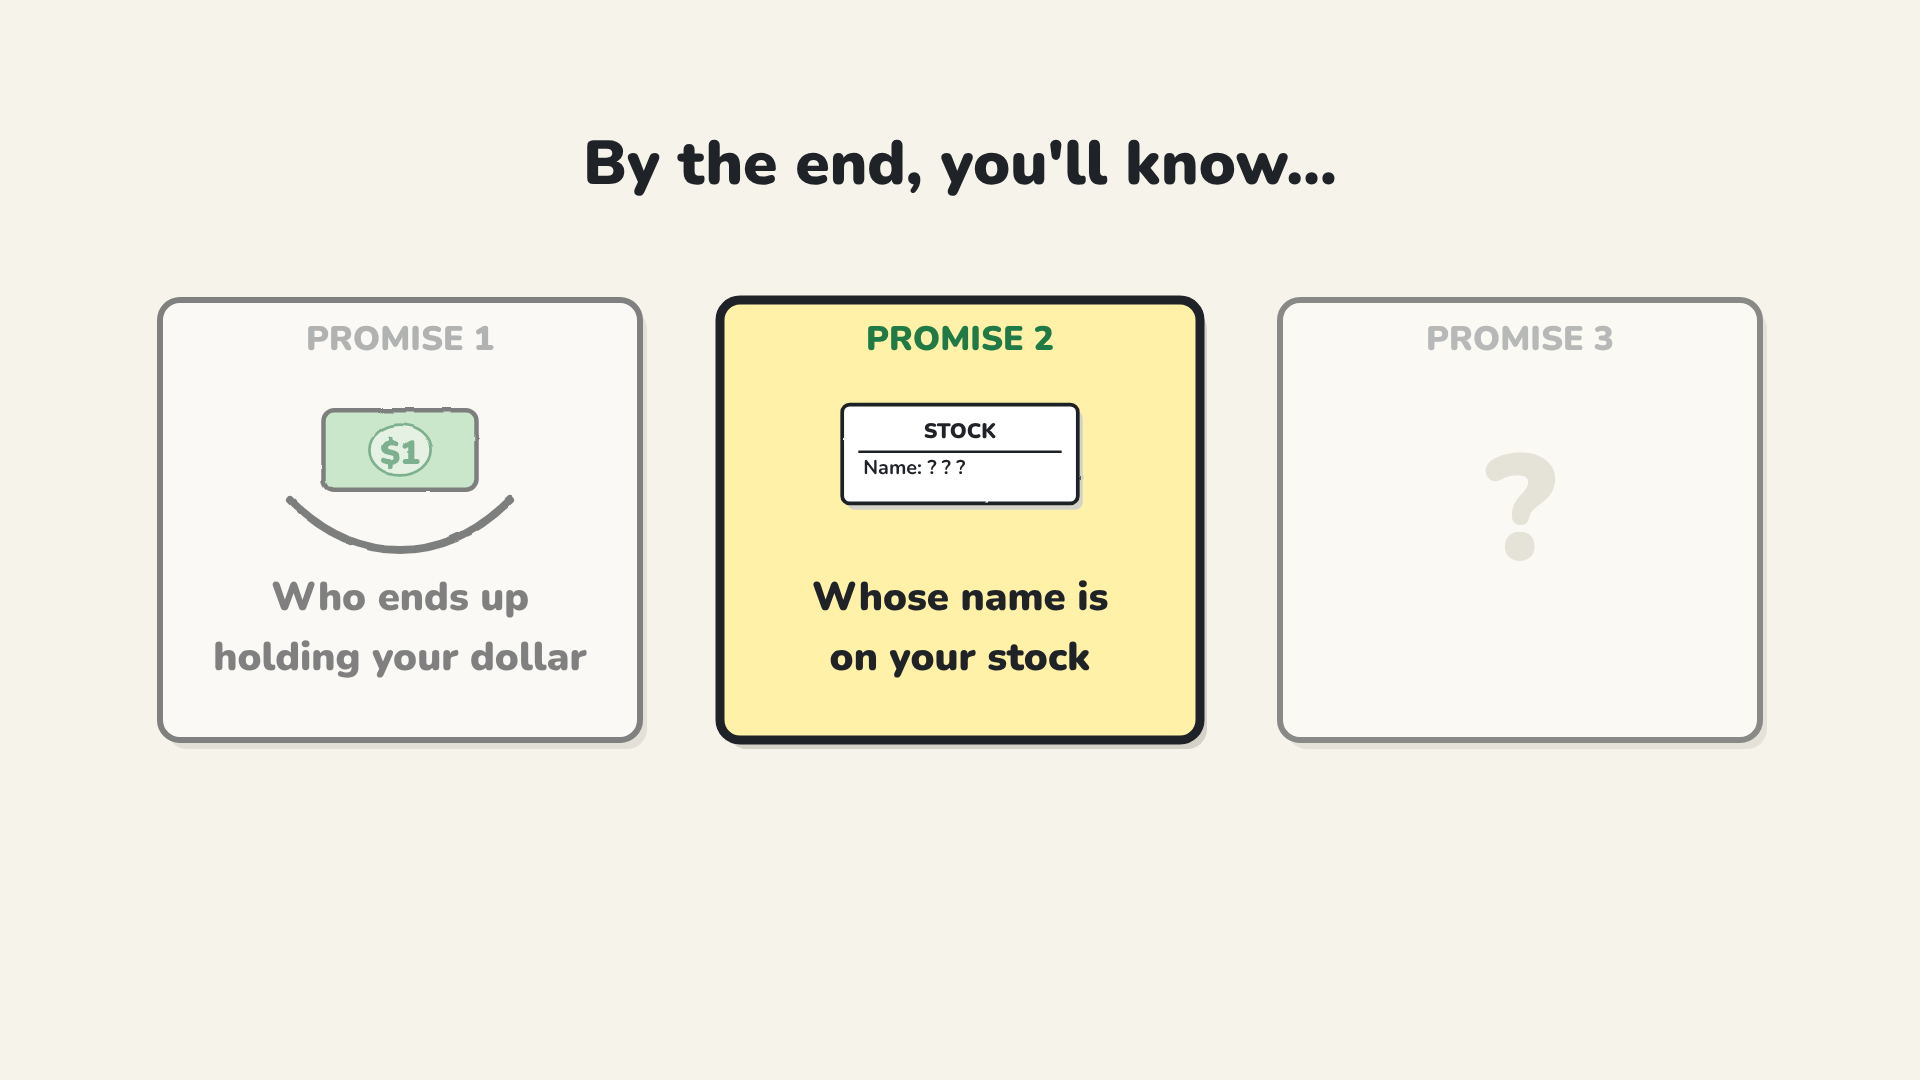 By the end, you'll know...
PROMISE 1
$1
Who ends up
holding your dollar
PROMISE 2
STOCK
Name: ? ? ?
Whose name is
on your stock
PROMISE 3
?